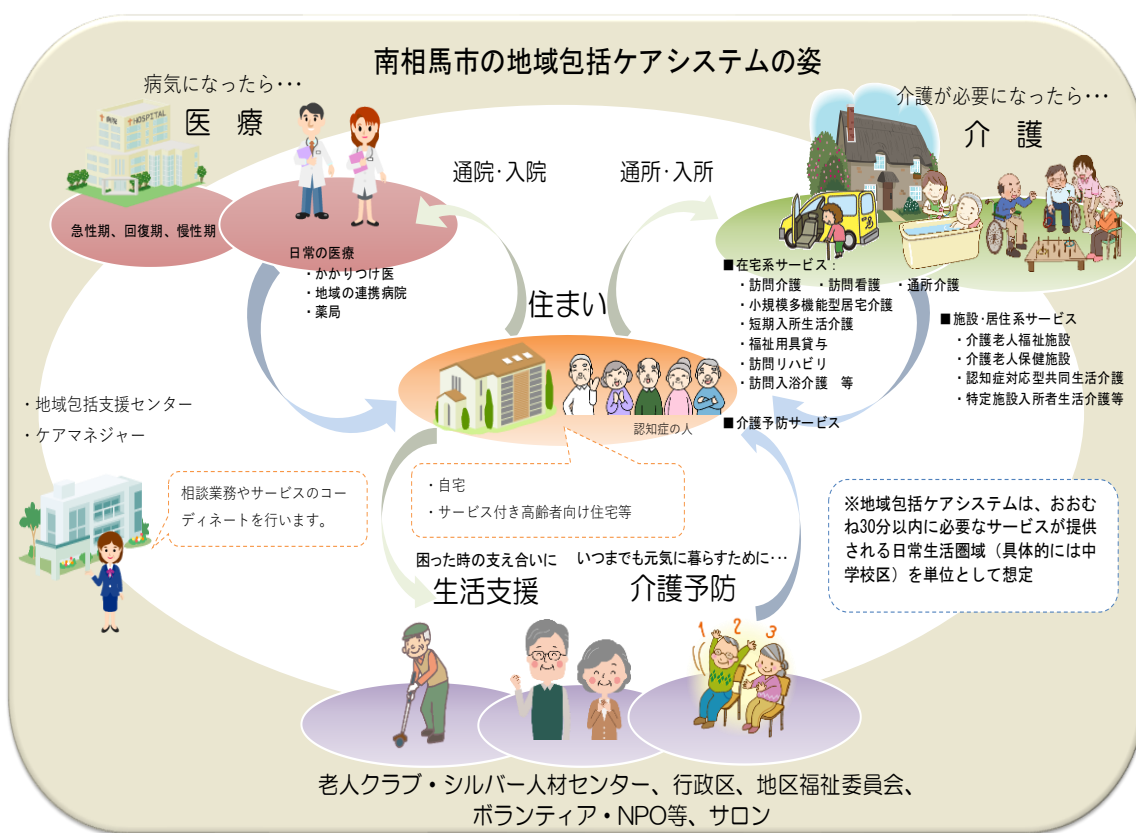 南相馬市の地域包括ケアシステムの姿
病気になったら･･･
医 療
病院 HOSPITAL
急性期、回復期、慢性期
日常の医療
・かかりつけ医
・地域の連携病院
・薬局
通院･入院
通所･入所
介護が必要になったら･･･
介 護
■在宅系サービス：
・訪問介護 ・訪問看護 ・通所介護
・小規模多機能型居宅介護
・短期入所生活介護
・福祉用具貸与
・訪問リハビリ
・訪問入浴介護 等
■介護予防サービス
■施設･居住系サービス
・介護老人福祉施設
・介護老人保健施設
・認知症対応型共同生活介護
・特定施設入所者生活介護等
住まい
認知症の人
・自宅
・サービス付き高齢者向け住宅等
・地域包括支援センター
・ケアマネジャー
相談業務やサービスのコー
ディネートを行います。
※地域包括ケアシステムは、おおむ
ね30分以内に必要なサービスが提供
される日常生活圏域（具体的には中
学校区）を単位として想定
困った時の支え合いに
生活支援
いつまでも元気に暮らすために･･･
介護予防
1 2 3
老人クラブ・シルバー人材センター、行政区、地区福祉委員会、
ボランティア・NPO等、サロン